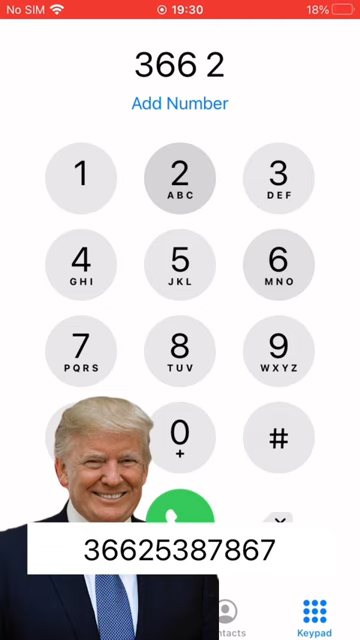 No SIM 19:30 18%
366 2
Add Number
1 2 3
ABC DEF
4 5 6
GHI JKL MNO
7 8 9
PQRS TUV WXYZ
0 #
+
36625387867
Keypad